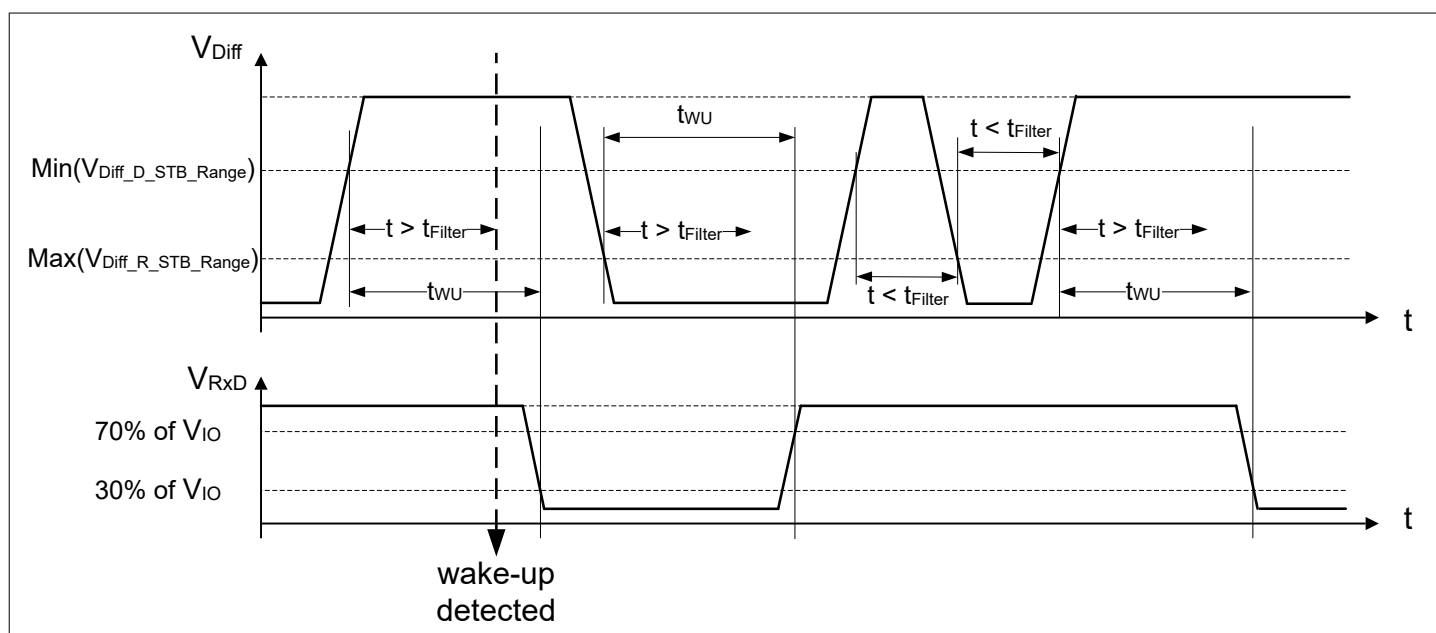 VDiff
tWU
t < tFilter
Min(VDiff_D_STB_Range)
t > tFilter
t > tFilter
t > tFilter
Max(VDiff_R_STB_Range)
tWU
t < tFilter
tWU
t
VRxD
70% of VIO
30% of VIO
t
wake-up
detected